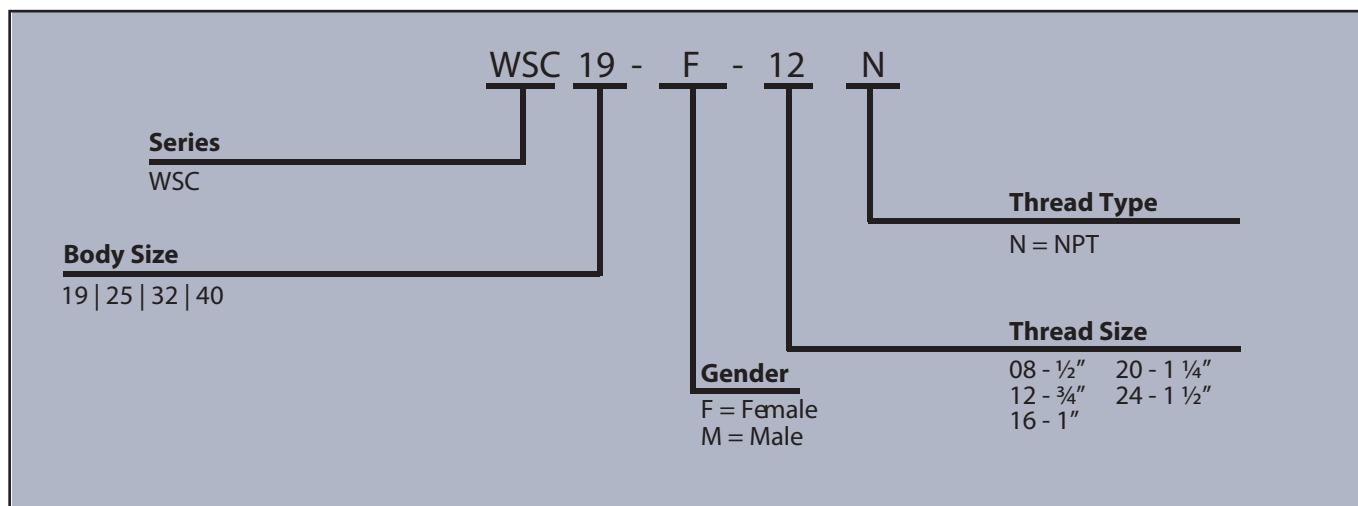 WSC 19 - F - 12 N
Series
WSC
Thread Type
N = NPT
Body Size
19 | 25 | 32 | 40
Thread Size
08 - ½” 20 - 1 ¼”
12 - ¾” 24 - 1 ½”
16 - 1”
Gender
F = Female
M = Male